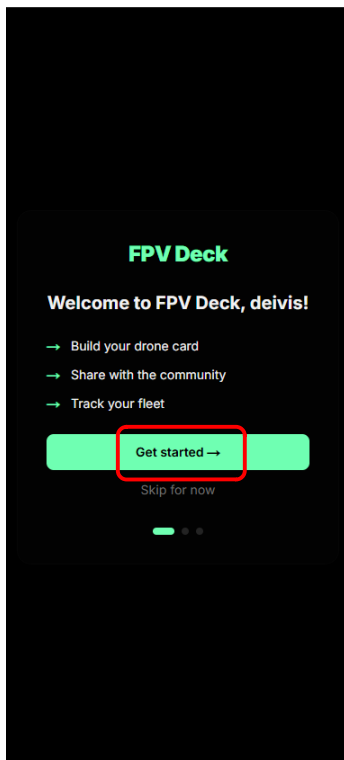 FPV Deck
Welcome to FPV Deck, deivis!
→ Build your drone card
→ Share with the community
→ Track your fleet
Get started →
Skip for now